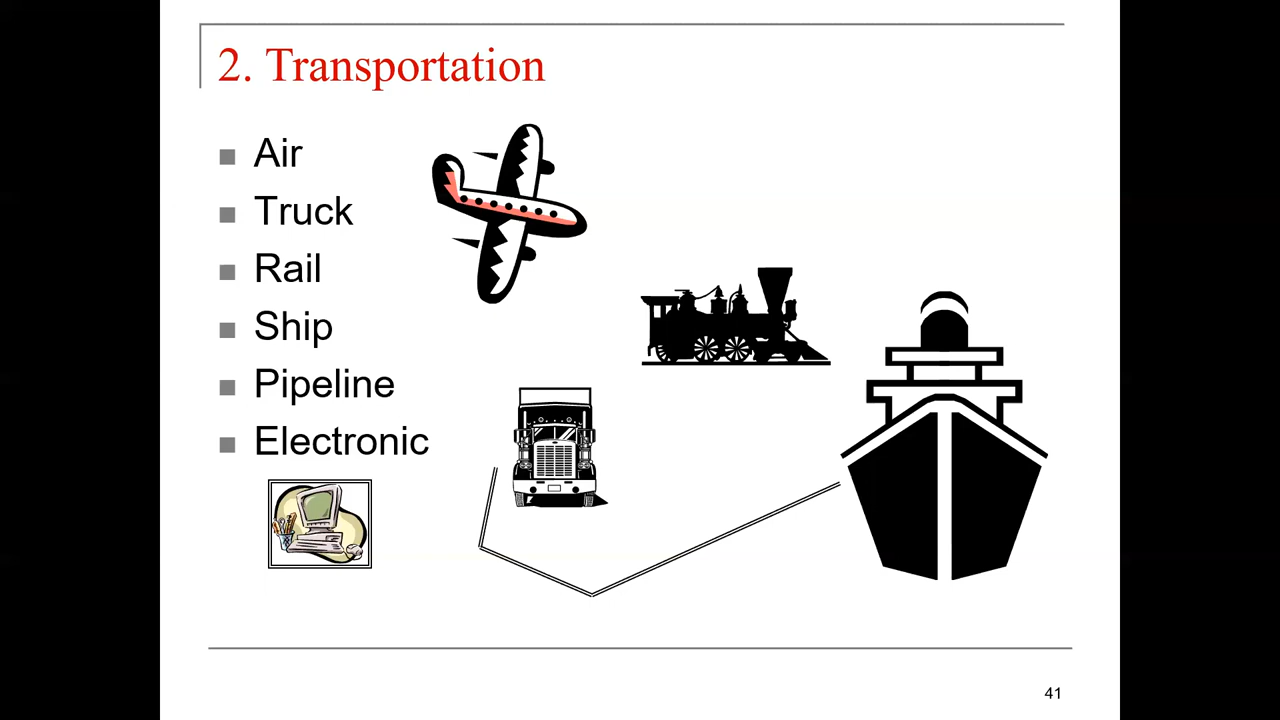 2. Transportation
Air
Truck
Rail
Ship
Pipeline
Electronic
41